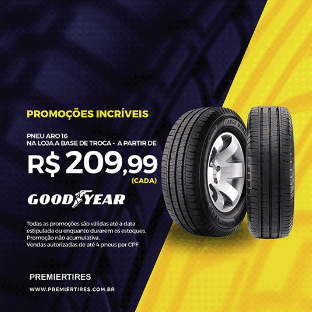 PROMOÇÕES INCRÍVEIS
PNEU ARO 16
NA LOJA A BASE DE TROCA - A PARTIR DE
R$ 209,99
(CADA)
GOODYEAR
Todas as promoções são válidas até a data
estipulada ou enquanto durarem os estoques.
Promoção não acumulativa.
Vendas autorizadas de até 4 pneus por CPF.
PREMIERTIRES
WWW.PREMIERTIRES.COM.BR